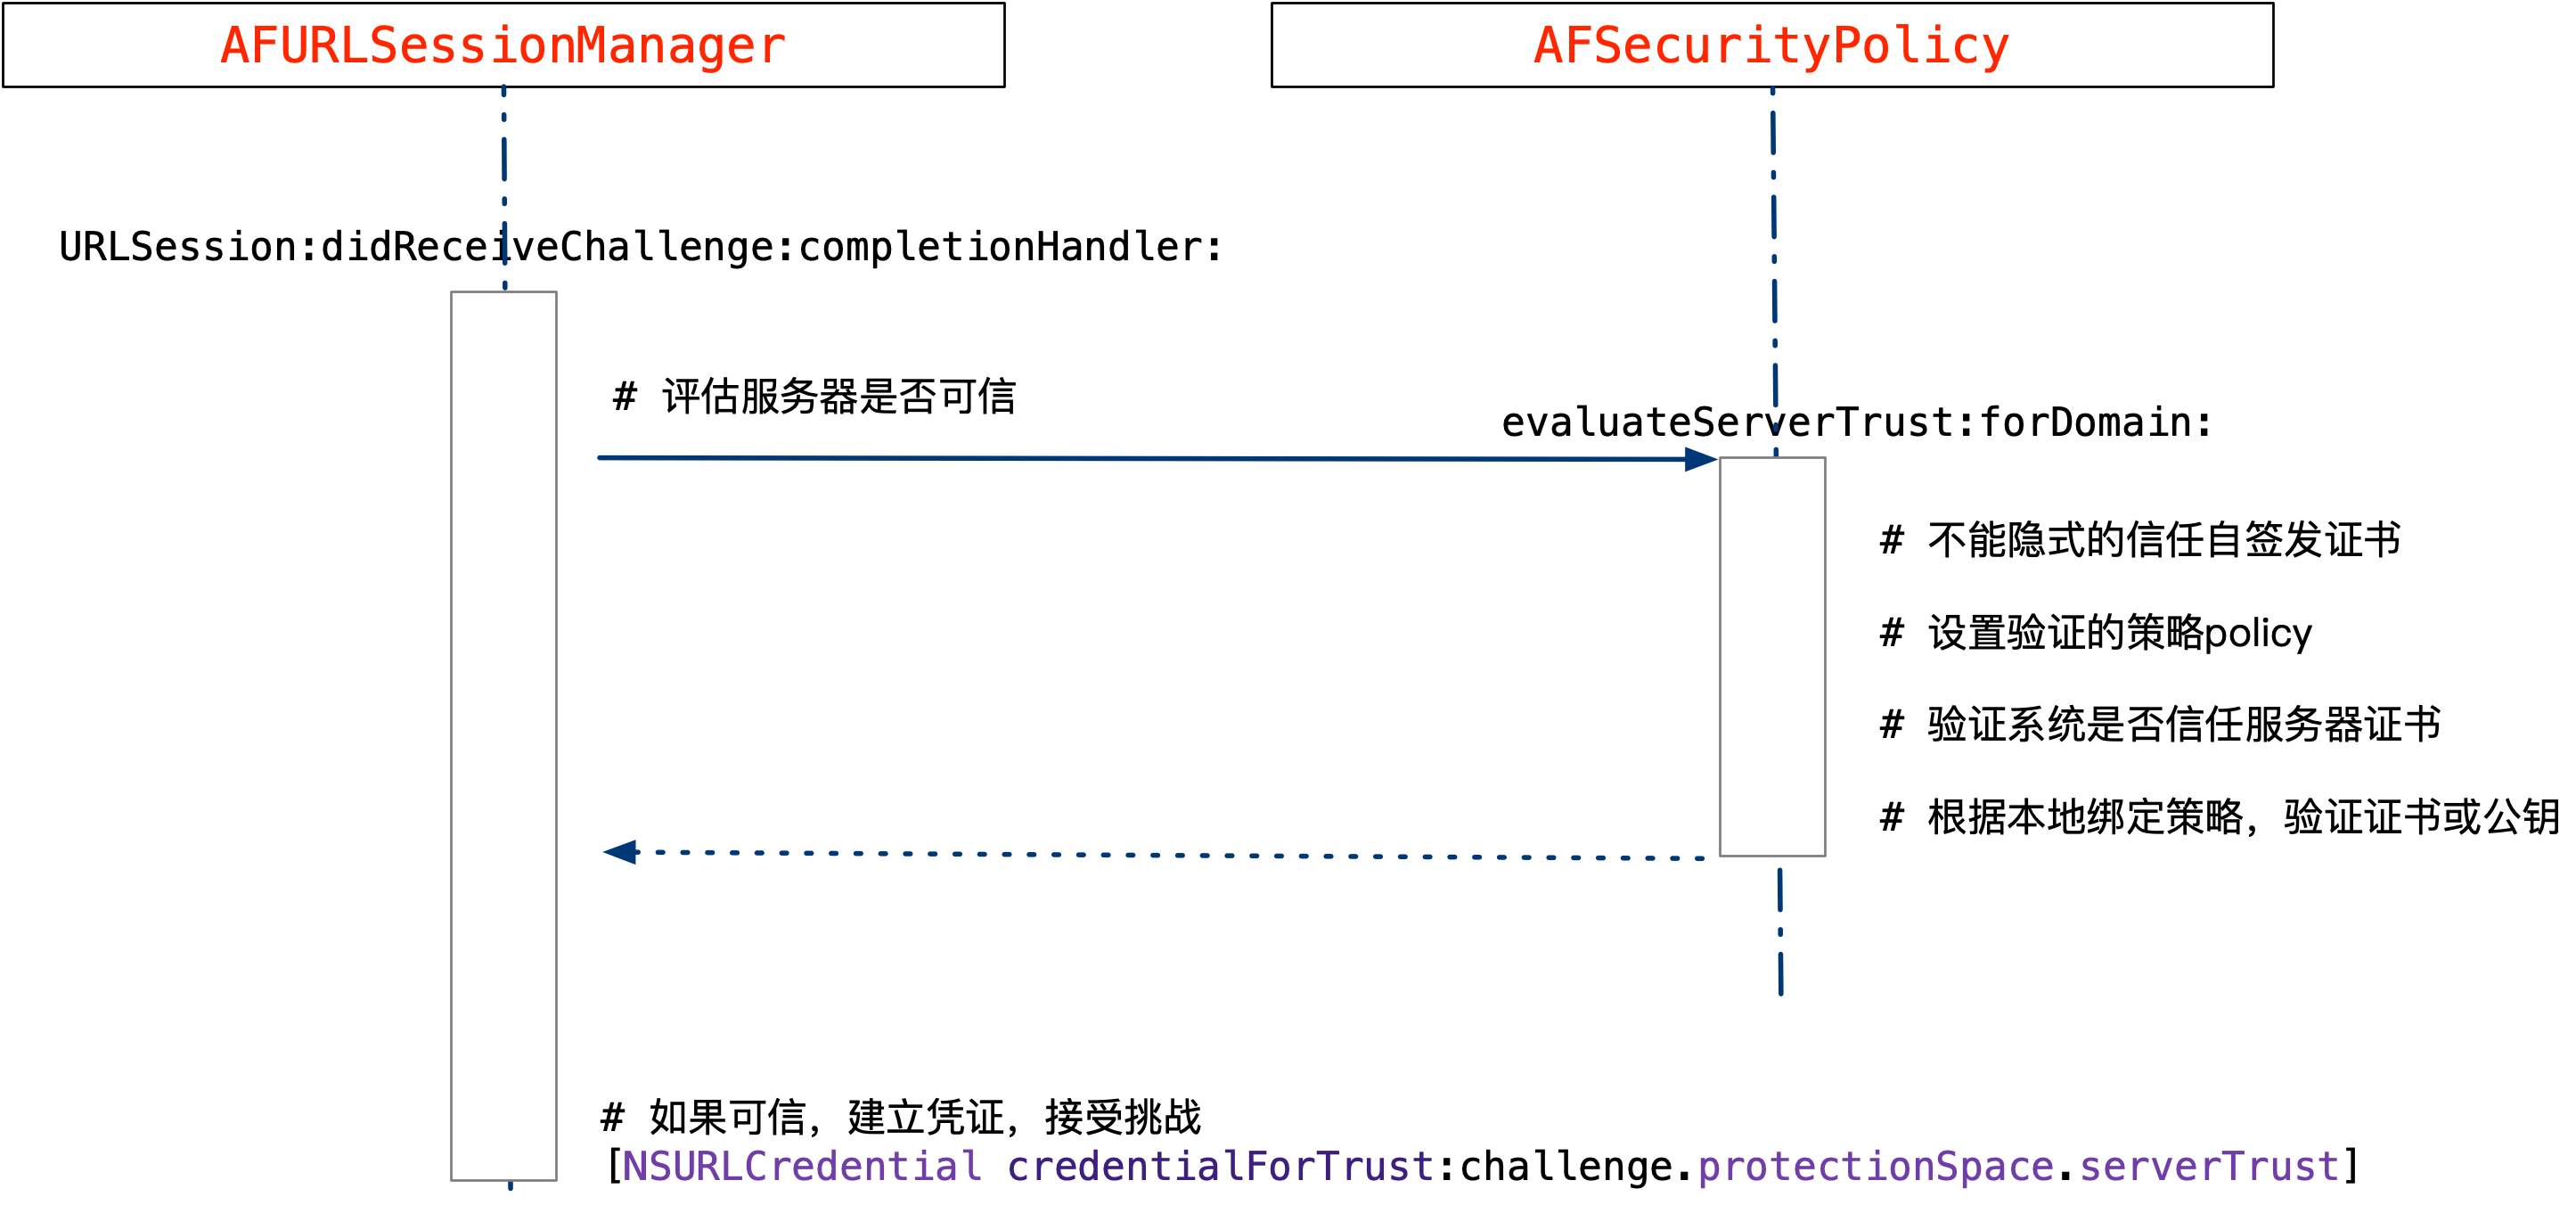 AFURLSessionManager
AFSecurityPolicy
URLSession:didReceiveChallenge:completionHandler:
# 评估服务器是否可信
evaluateServerTrust:forDomain:
# 不能隐式的信任自签发证书
# 设置验证的策略policy
# 验证系统是否信任服务器证书
# 根据本地绑定策略，验证证书或公钥
# 如果可信，建立凭证，接受挑战
[NSURLCredential credentialForTrust:challenge.protectionSpace.serverTrust]